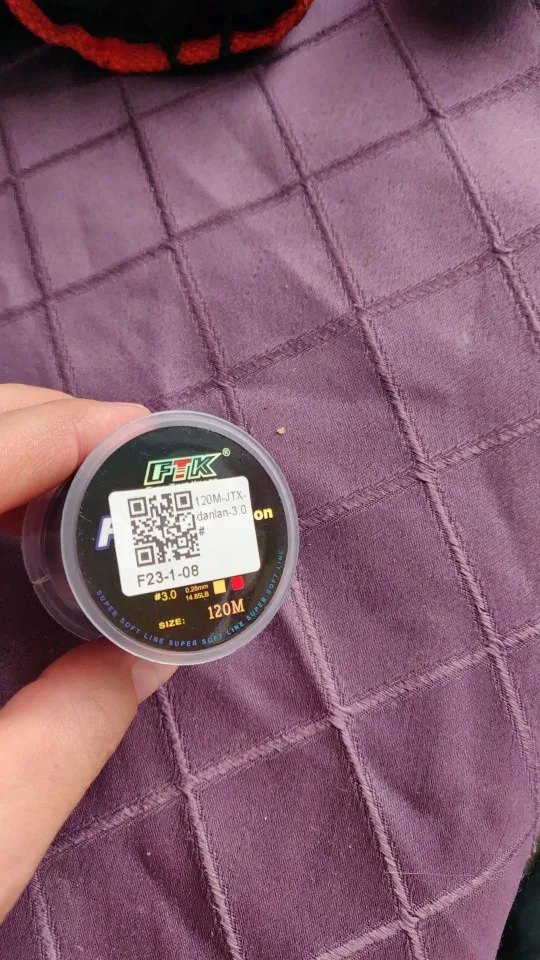 FTK®
120M-JTX-
danlan-3.0
#
on
F23-1-08
#3.0 0.28mm
14.85LB
SIZE: 120M
SUPER SOFT LINE SUPER SOFT LINE SUPER SOFT LINE